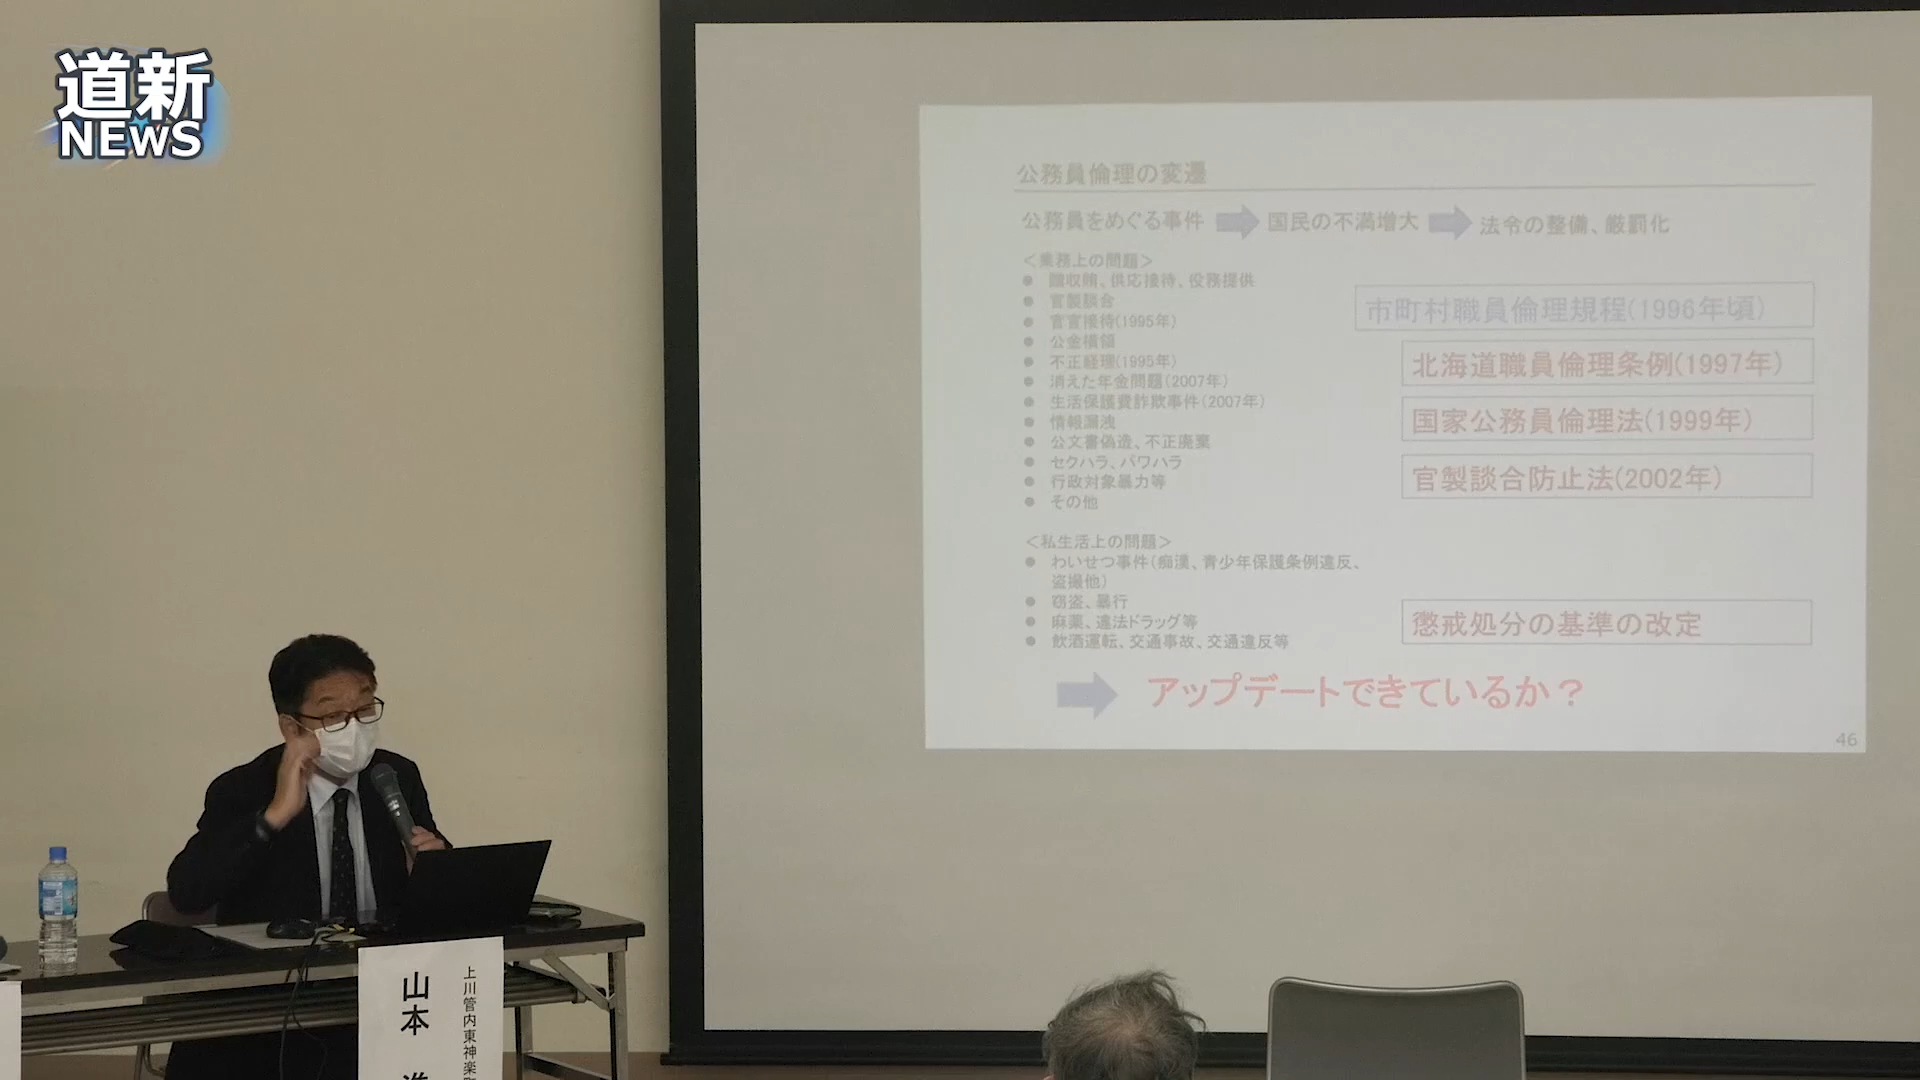 道新
NEWS
公務員倫理の変遷
公務員をめぐる事件 国民の不満増大 法令の整備、厳罰化
＜業務上の問題＞
● 贈収賄、供応接待、役務提供
● 官製談合
● 官官接待(1995年)
● 公金横領
● 不正経理(1995年)
● 消えた年金問題(2007年)
● 生活保護費詐欺事件(2007年)
● 情報漏洩
● 公文書偽造、不正廃棄
● セクハラ、パワハラ
● 行政対象暴力等
● その他
市町村職員倫理規程(1996年頃)
北海道職員倫理条例(1997年)
国家公務員倫理法(1999年)
官製談合防止法(2002年)
＜私生活上の問題＞
● わいせつ事件(痴漢、青少年保護条例違反、
盗撮他)
● 窃盗、暴行
● 麻薬、違法ドラッグ等
● 飲酒運転、交通事故、交通違反等
懲戒処分の基準の改定
アップデートできているか？
46
上川管内東神楽
山本